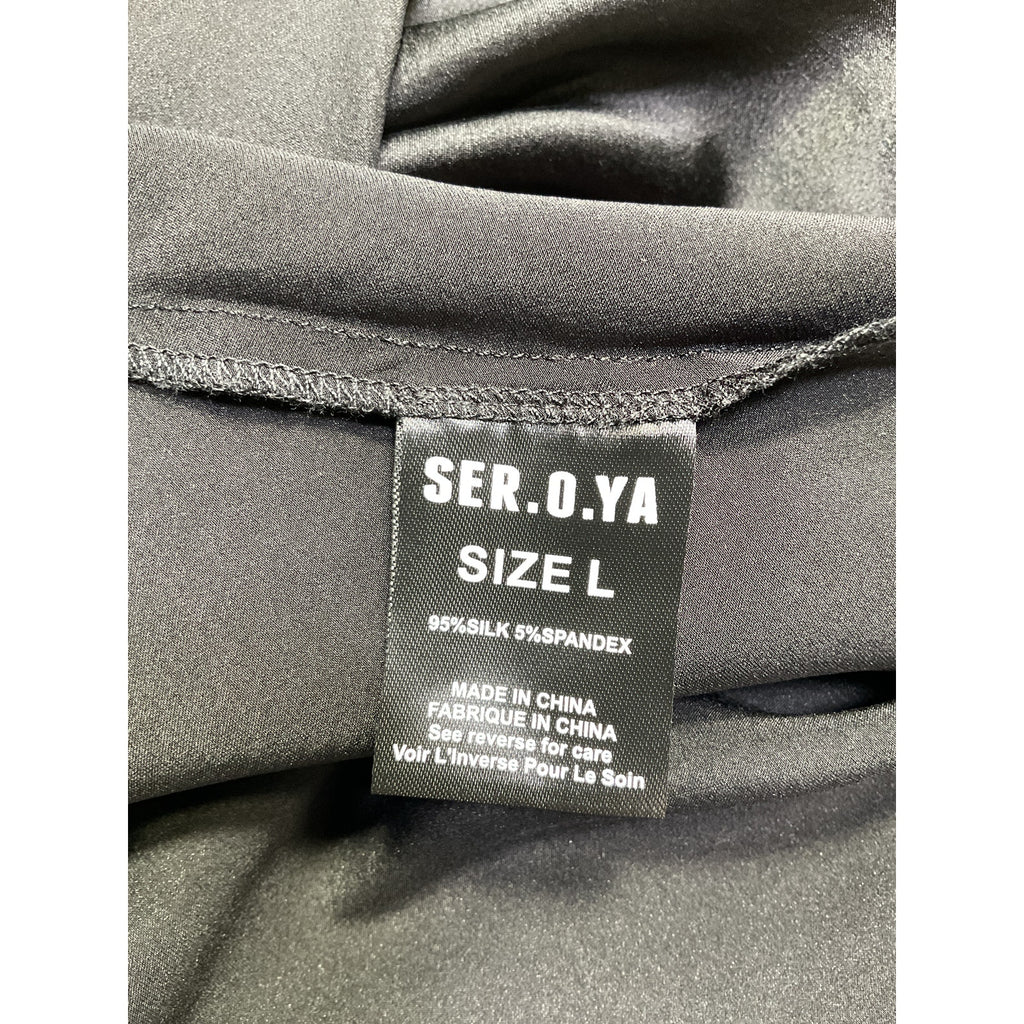 SER.O.YA
SIZE L
95%SILK 5%SPANDEX
MADE IN CHINA
FABRIQUE IN CHINA
See reverse for care
Voir L'Inverse Pour Le Soin